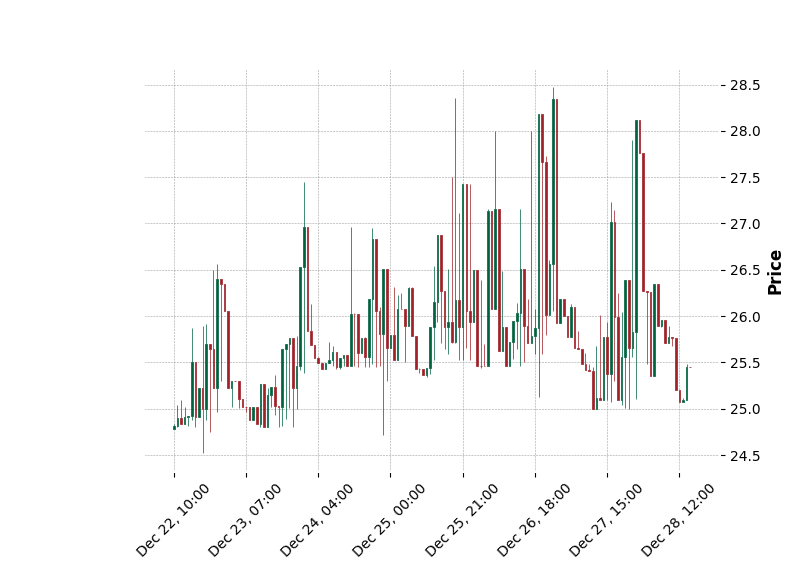 28.5
28.0
27.5
27.0
26.5
26.0
25.5
25.0
24.5
Price
Dec 22, 10:00
Dec 23, 07:00
Dec 24, 04:00
Dec 25, 00:00
Dec 25, 21:00
Dec 26, 18:00
Dec 27, 15:00
Dec 28, 12:00